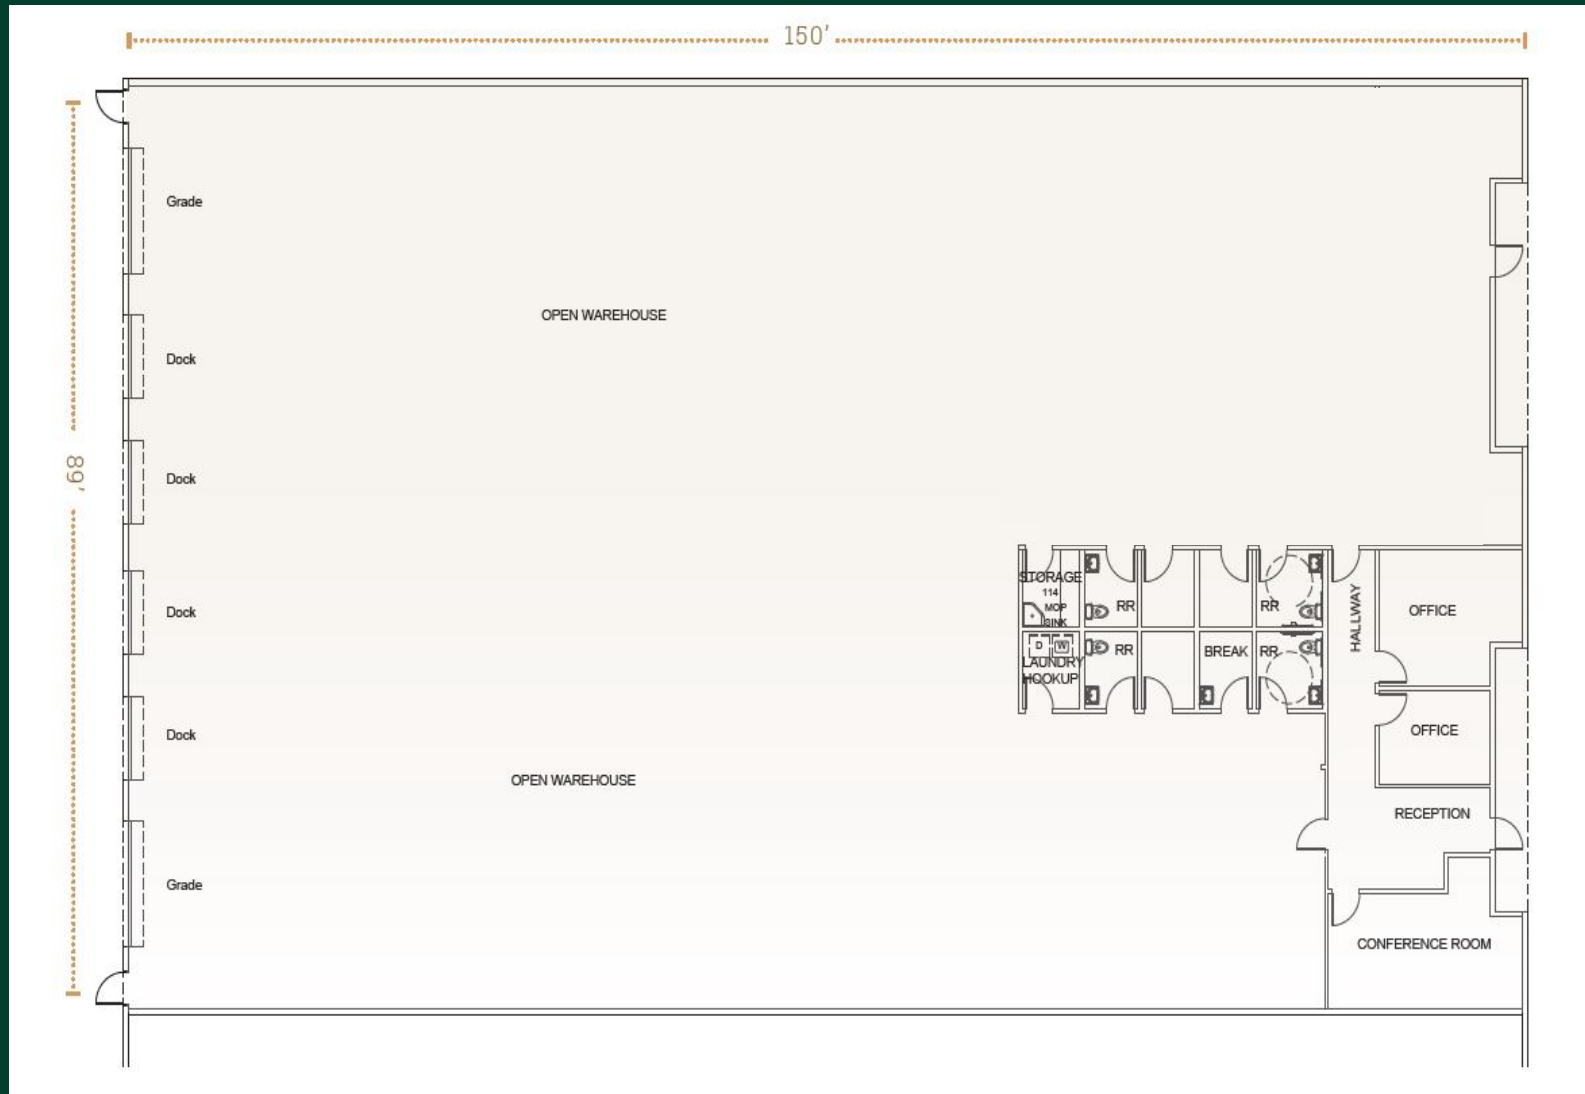 150'
89'
Grade
OPEN WAREHOUSE
Dock
Dock
STORAGE
114
MOP
SINK
RR
RR
HALLWAY
OFFICE
Dock
D
W
LAUNDRY
HOOKUP
RR
BREAK
RR
Dock
OFFICE
OPEN WAREHOUSE
RECEPTION
Grade
CONFERENCE ROOM